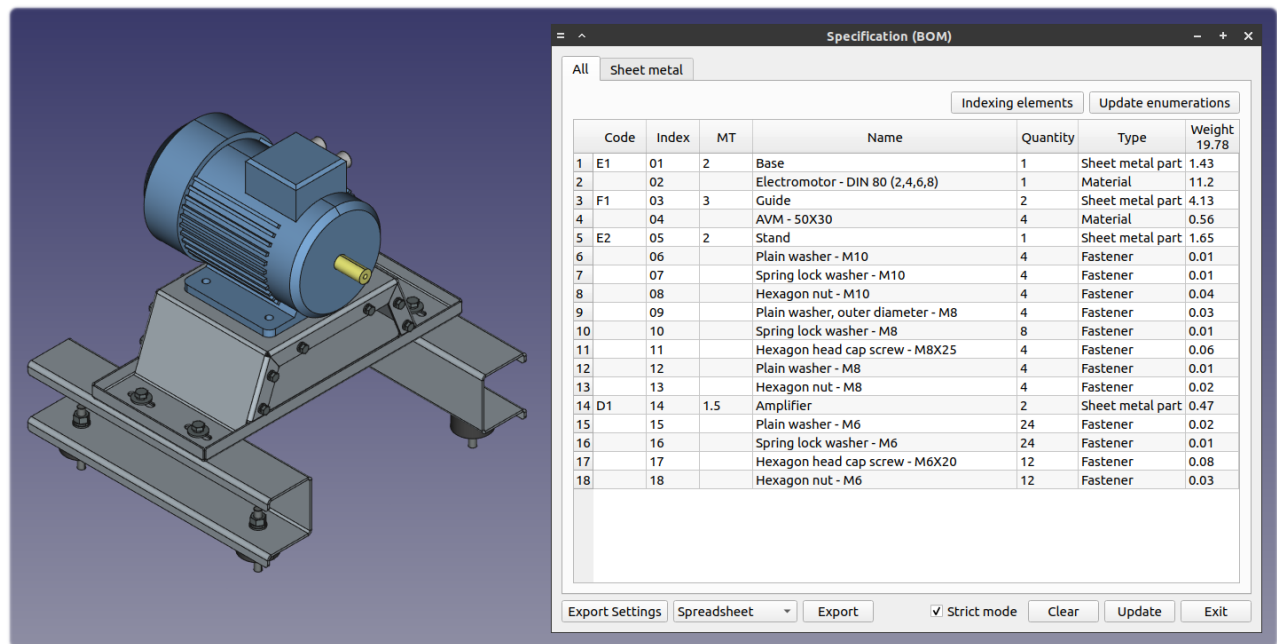 Specification (BOM)
All Sheet metal
Indexing elements Update enumerations
Code Index MT Name Quantity Type Weight 19.78
1 E1 01 2 Base 1 Sheet metal part 1.43
2 02 Electromotor - DIN 80 (2,4,6,8) 1 Material 11.2
3 F1 03 3 Guide 2 Sheet metal part 4.13
4 04 AVM - 50X30 4 Material 0.56
5 E2 05 2 Stand 1 Sheet metal part 1.65
6 06 Plain washer - M10 4 Fastener 0.01
7 07 Spring lock washer - M10 4 Fastener 0.01
8 08 Hexagon nut - M10 4 Fastener 0.04
9 09 Plain washer, outer diameter - M8 4 Fastener 0.03
10 10 Spring lock washer - M8 8 Fastener 0.01
11 11 Hexagon head cap screw - M8X25 4 Fastener 0.06
12 12 Plain washer - M8 4 Fastener 0.01
13 13 Hexagon nut - M8 4 Fastener 0.02
14 D1 14 1.5 Amplifier 2 Sheet metal part 0.47
15 15 Plain washer - M6 24 Fastener 0.02
16 16 Spring lock washer - M6 24 Fastener 0.01
17 17 Hexagon head cap screw - M6X20 12 Fastener 0.08
18 18 Hexagon nut - M6 12 Fastener 0.03
Export Settings Spreadsheet Export Strict mode Clear Update Exit